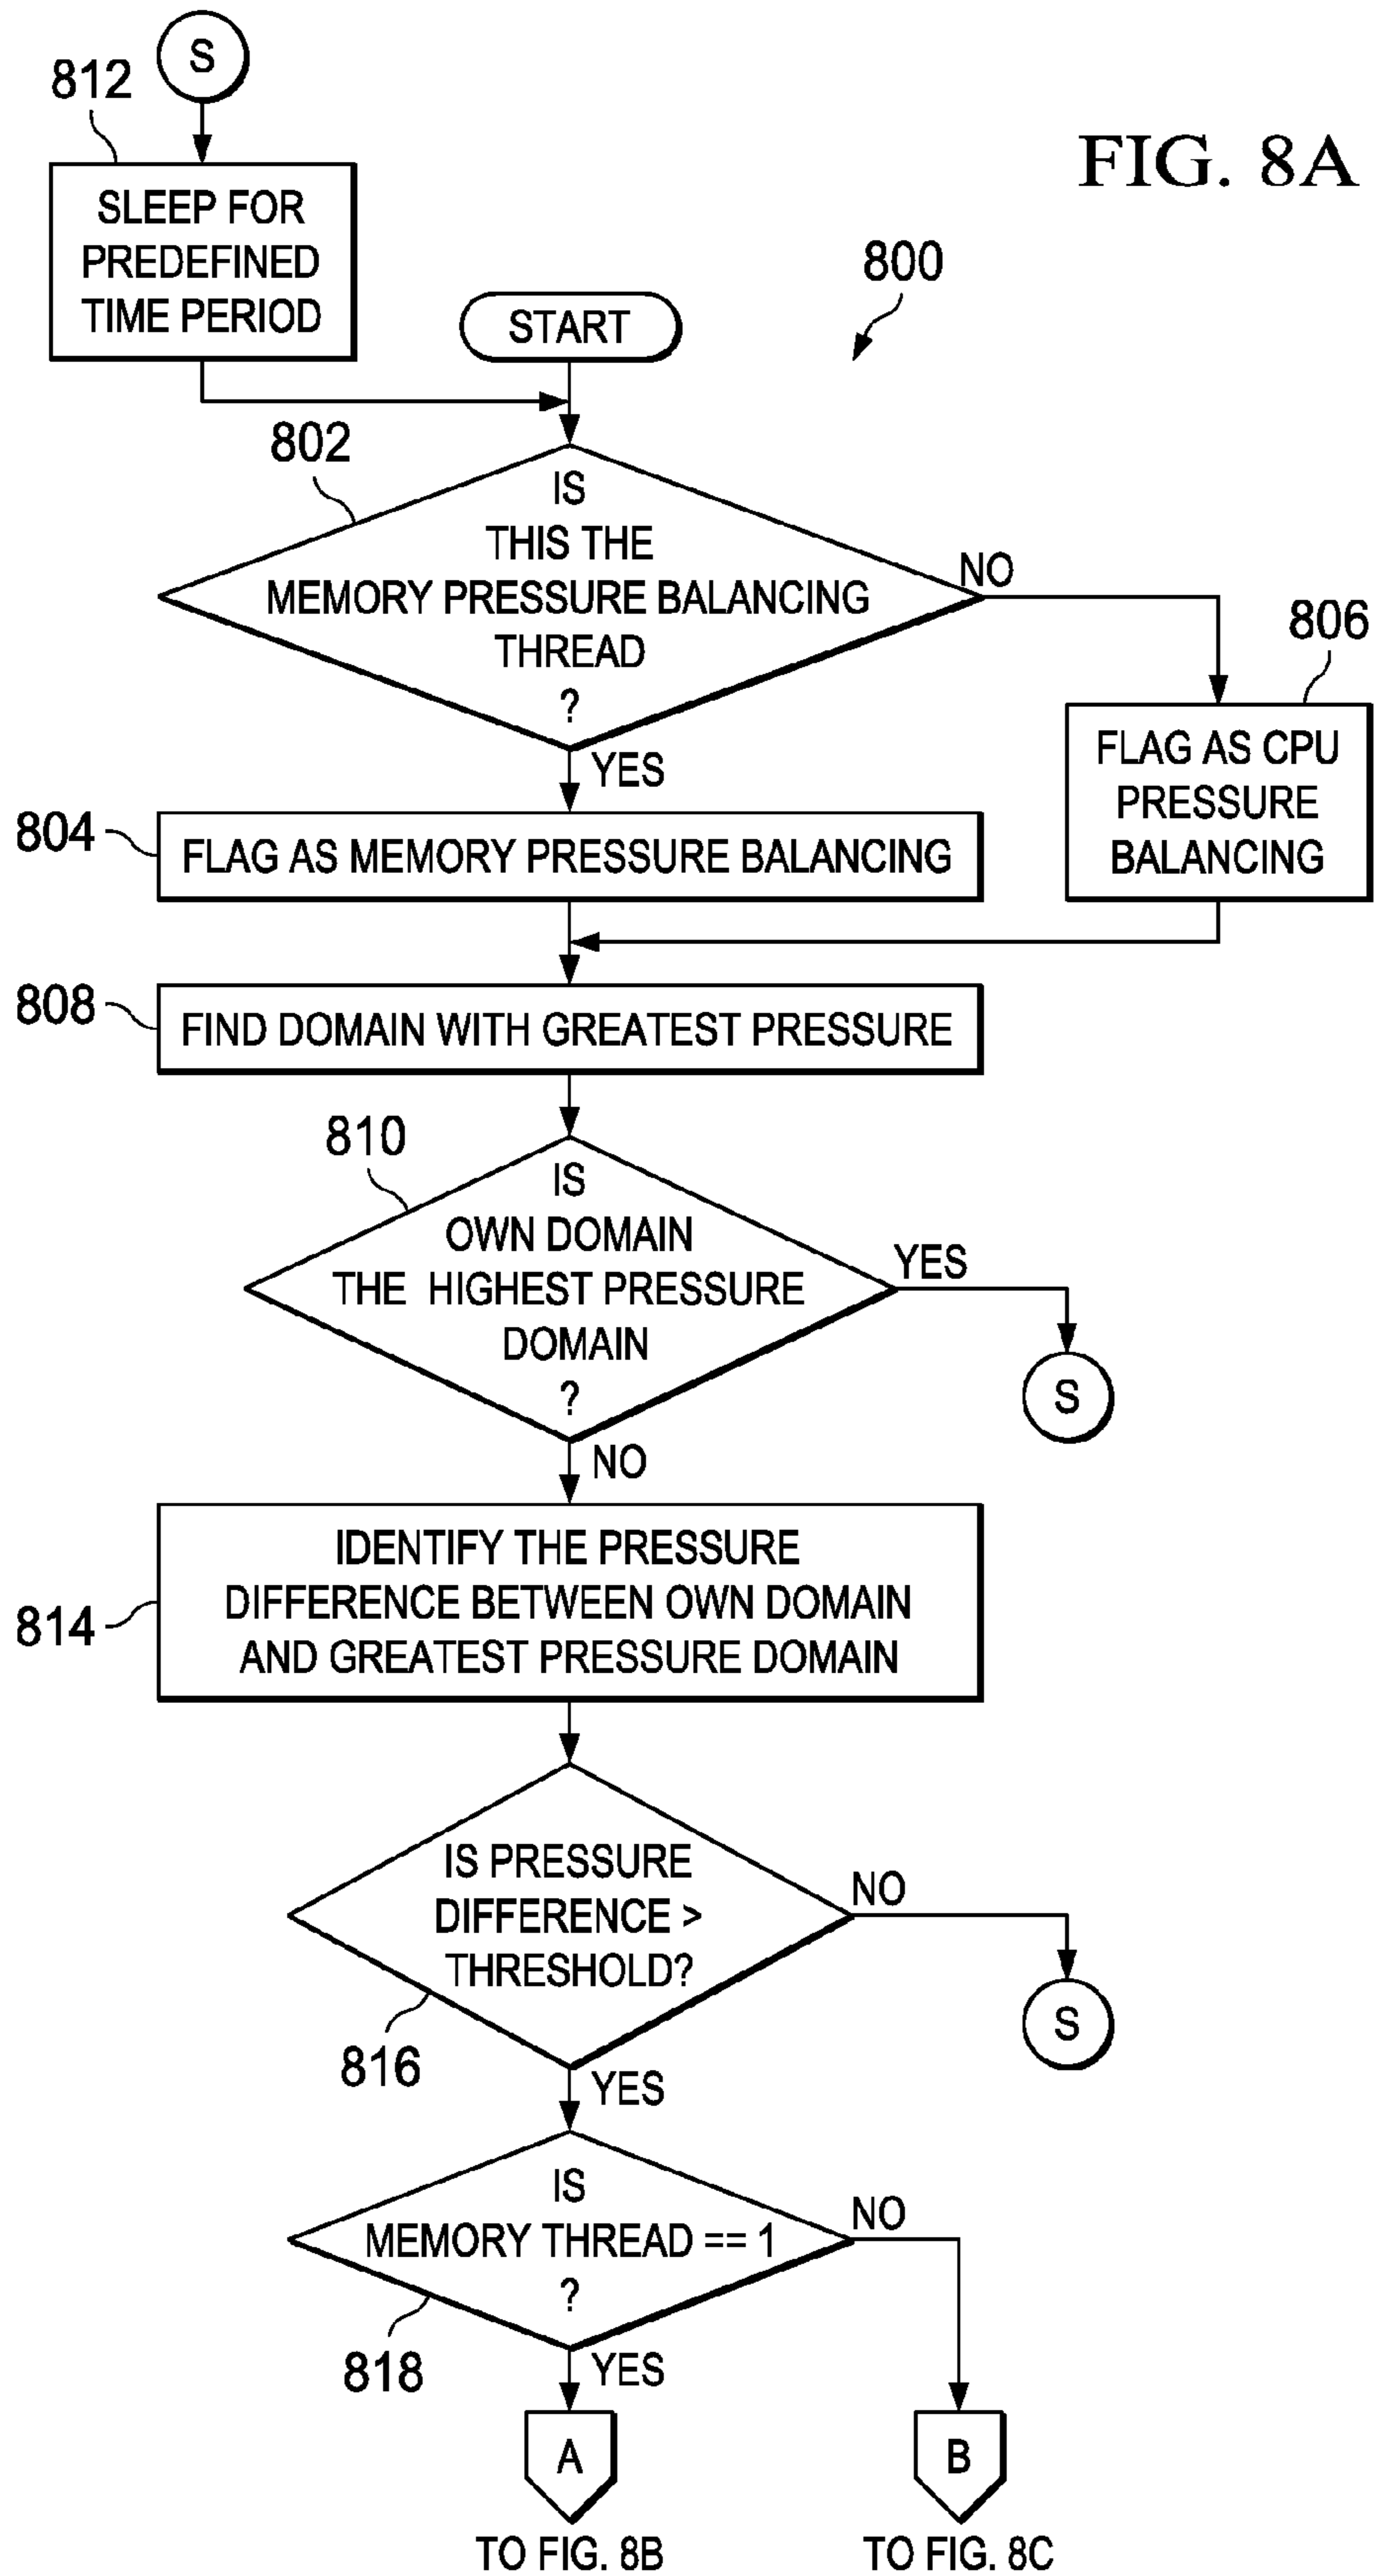 S
812
FIG. 8A
SLEEP FOR
PREDEFINED
TIME PERIOD
800
START
802
IS
THIS THE
MEMORY PRESSURE BALANCING
THREAD
?
NO
806
YES
FLAG AS CPU
PRESSURE
BALANCING
804
FLAG AS MEMORY PRESSURE BALANCING
808
FIND DOMAIN WITH GREATEST PRESSURE
810
IS
OWN DOMAIN
THE HIGHEST PRESSURE
DOMAIN
?
YES
S
NO
814
IDENTIFY THE PRESSURE
DIFFERENCE BETWEEN OWN DOMAIN
AND GREATEST PRESSURE DOMAIN
IS PRESSURE
DIFFERENCE >
THRESHOLD?
NO
S
816
YES
IS
MEMORY THREAD == 1
?
NO
818
YES
A
B
TO FIG. 8B
TO FIG. 8C